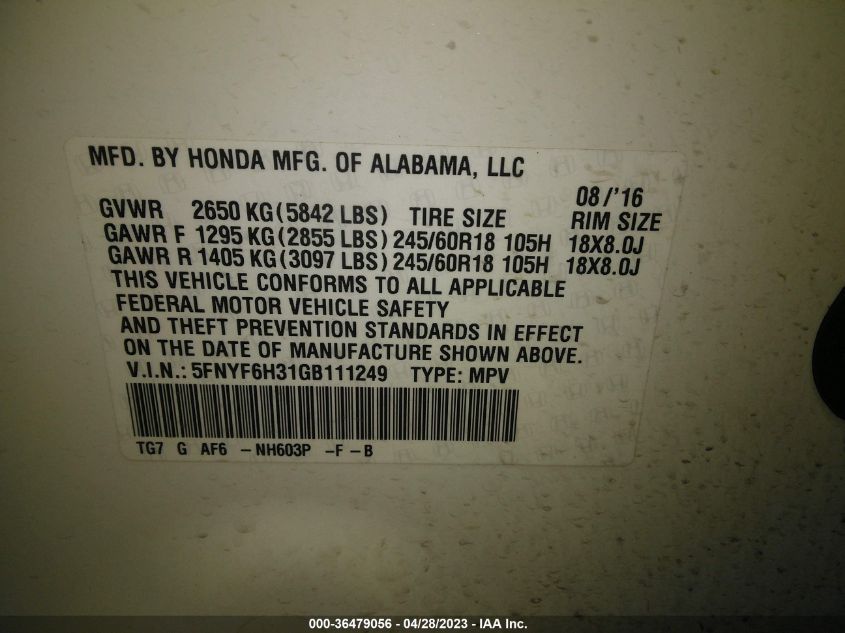 MFD. BY HONDA MFG. OF ALABAMA, LLC
08/'16
GVWR 2650 KG(5842 LBS) TIRE SIZE RIM SIZE
GAWR F 1295 KG(2855 LBS) 245/60R18 105H 18X8.0J
GAWR R 1405 KG(3097 LBS) 245/60R18 105H 18X8.0J
THIS VEHICLE CONFORMS TO ALL APPLICABLE
FEDERAL MOTOR VEHICLE SAFETY
AND THEFT PREVENTION STANDARDS IN EFFECT
ON THE DATE OF MANUFACTURE SHOWN ABOVE.
V.I.N.: 5FNYF6H31GB111249 TYPE: MPV
TG7 G AF6 -NH603P -F-B
000-36479056 - 04/28/2023 - IAA Inc.